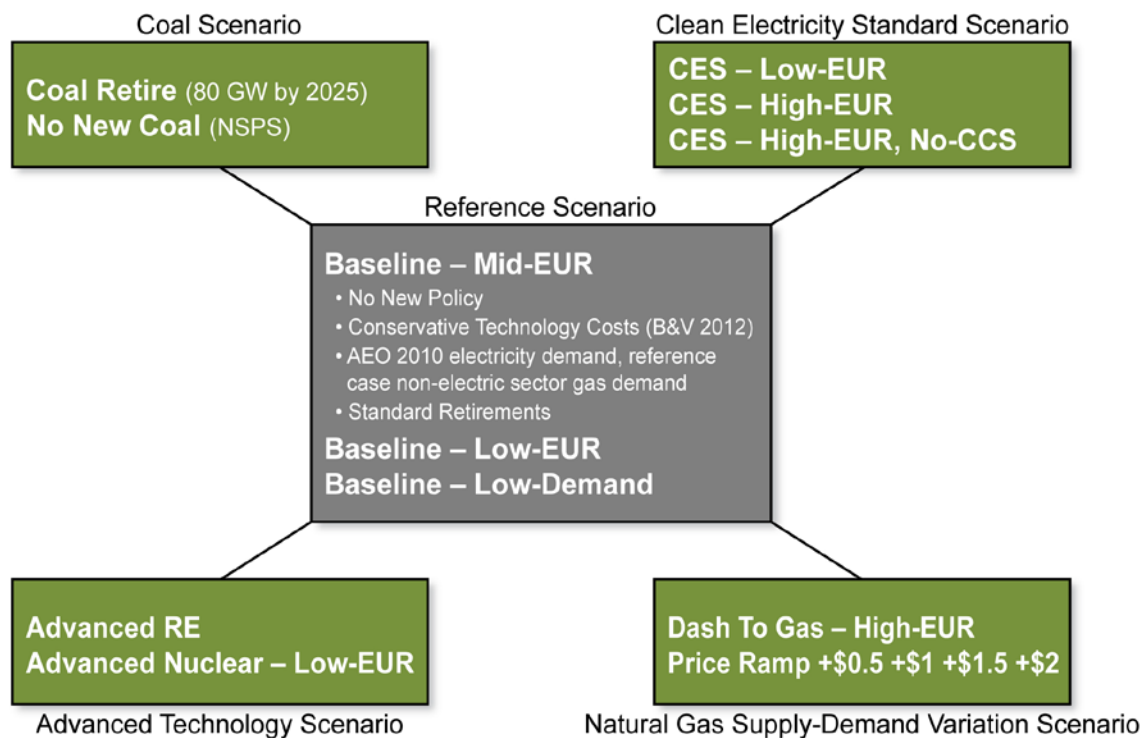 Coal Scenario
Coal Retire (80 GW by 2025)
No New Coal (NSPS)
Clean Electricity Standard Scenario
CES – Low-EUR
CES – High-EUR
CES – High-EUR, No-CCS
Reference Scenario
Baseline – Mid-EUR
• No New Policy
• Conservative Technology Costs (B&V 2012)
• AEO 2010 electricity demand, reference
case non-electric sector gas demand
• Standard Retirements
Baseline – Low-EUR
Baseline – Low-Demand
Advanced RE
Advanced Nuclear – Low-EUR
Advanced Technology Scenario
Dash To Gas – High-EUR
Price Ramp +$0.5 +$1 +$1.5 +$2
Natural Gas Supply-Demand Variation Scenario